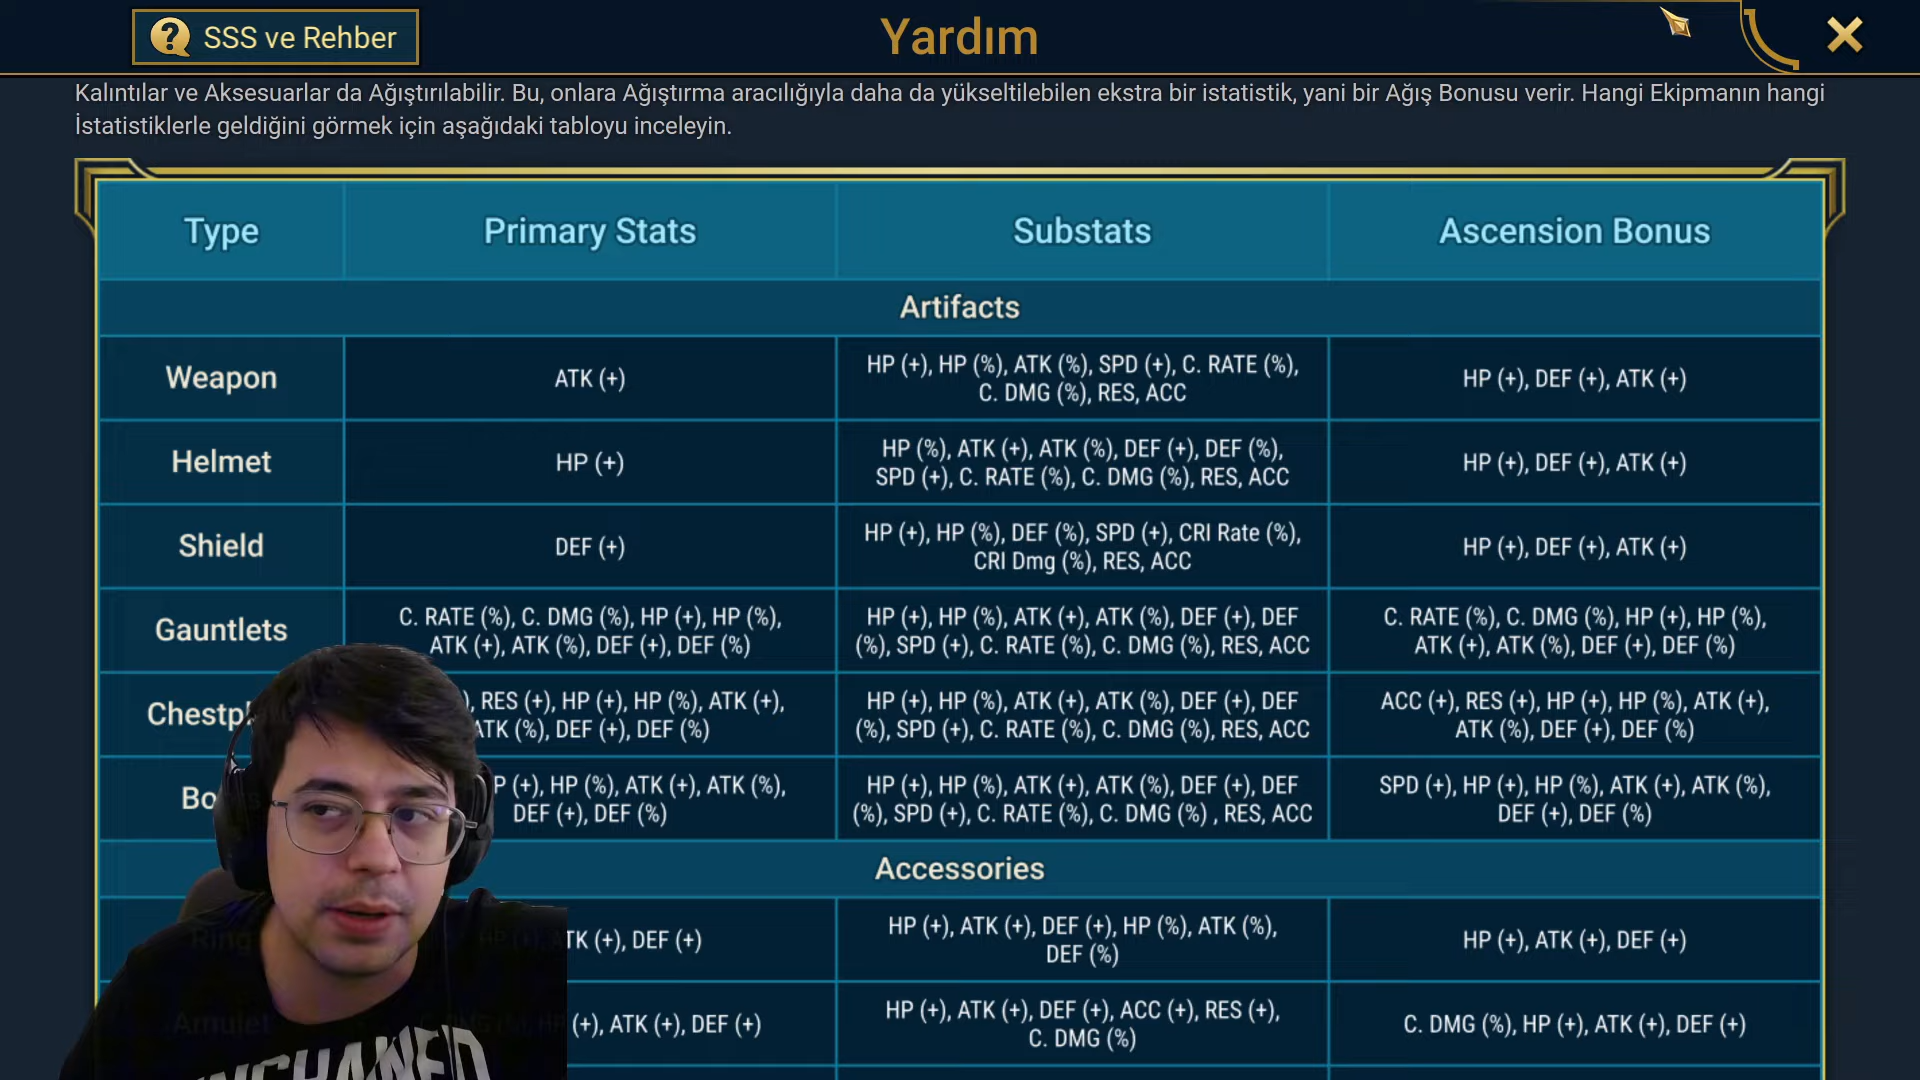 SSS ve Rehber
Yardım
Kalıntılar ve Aksesuarlar da Ağıştırılabilir. Bu, onlara Ağıştırma aracılığıyla daha da yükseltilebilen ekstra bir istatistik, yani bir Ağış Bonusu verir. Hangi Ekipmanın hangi
İstatistiklerle geldiğini görmek için aşağıdaki tabloyu inceleyin.
Type Primary Stats Substats Ascension Bonus
Artifacts
Weapon
ATK (+)
HP (+), HP (%), ATK (%), SPD (+), C. RATE (%),
C. DMG (%), RES, ACC
HP (+), DEF (+), ATK (+)
Helmet
HP (+)
HP (%), ATK (+), ATK (%), DEF (+), DEF (%),
SPD (+), C. RATE (%), C. DMG (%), RES, ACC
HP (+), DEF (+), ATK (+)
Shield
DEF (+)
HP (+), HP (%), DEF (%), SPD (+), CRI Rate (%),
CRI Dmg (%), RES, ACC
HP (+), DEF (+), ATK (+)
Gauntlets
C. RATE (%), C. DMG (%), HP (+), HP (%),
ATK (+), ATK (%), DEF (+), DEF (%)
HP (+), HP (%), ATK (+), ATK (%), DEF (+), DEF
(%), SPD (+), C. RATE (%), C. DMG (%), RES, ACC
C. RATE (%), C. DMG (%), HP (+), HP (%),
ATK (+), ATK (%), DEF (+), DEF (%)
), RES (+), HP (+), HP (%), ATK (+),
ATK (%), DEF (+), DEF (%)
HP (+), HP (%), ATK (+), ATK (%), DEF (+), DEF
(%), SPD (+), C. RATE (%), C. DMG (%), RES, ACC
ACC (+), RES (+), HP (+), HP (%), ATK (+),
ATK (%), DEF (+), DEF (%)
(+), HP (%), ATK (+), ATK (%),
DEF (+), DEF (%)
HP (+), HP (%), ATK (+), ATK (%), DEF (+), DEF
(%), SPD (+), C. RATE (%), C. DMG (%) , RES, ACC
SPD (+), HP (+), HP (%), ATK (+), ATK (%),
DEF (+), DEF (%)
Accessories
Ring
HP (+), ATK (+), DEF (+)
HP (+), ATK (+), DEF (+), HP (%), ATK (%),
DEF (%)
HP (+), ATK (+), DEF (+)
Amulet
(+), ATK (+), DEF (+)
HP (+), ATK (+), DEF (+), ACC (+), RES (+),
C. DMG (%)
C. DMG (%), HP (+), ATK (+), DEF (+)